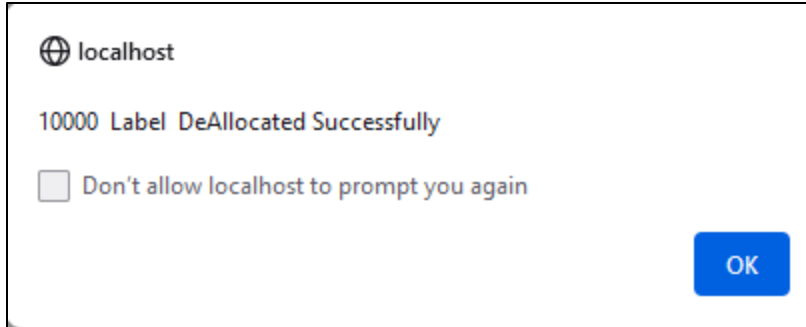 localhost
10000 Label DeAllocated Successfully
Don't allow localhost to prompt you again
OK